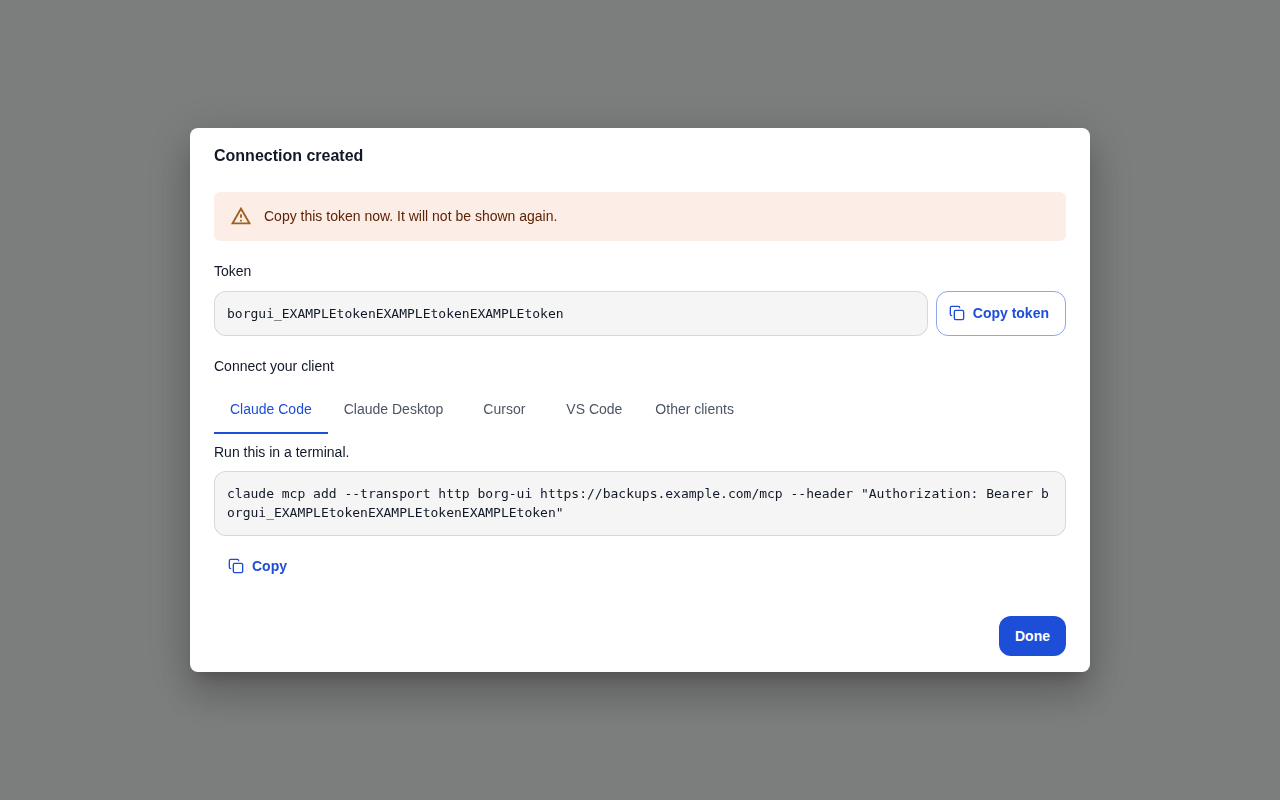 Connection created
Copy this token now. It will not be shown again.
Token
borgui_EXAMPLEtokenEXAMPLEtokenEXAMPLEtoken
Copy token
Connect your client
Claude Code
Claude Desktop
Cursor
VS Code
Other clients
Run this in a terminal.
claude mcp add --transport http borg-ui https://backups.example.com/mcp --header "Authorization: Bearer b
orgui_EXAMPLEtokenEXAMPLEtokenEXAMPLEtoken"
Copy
Done